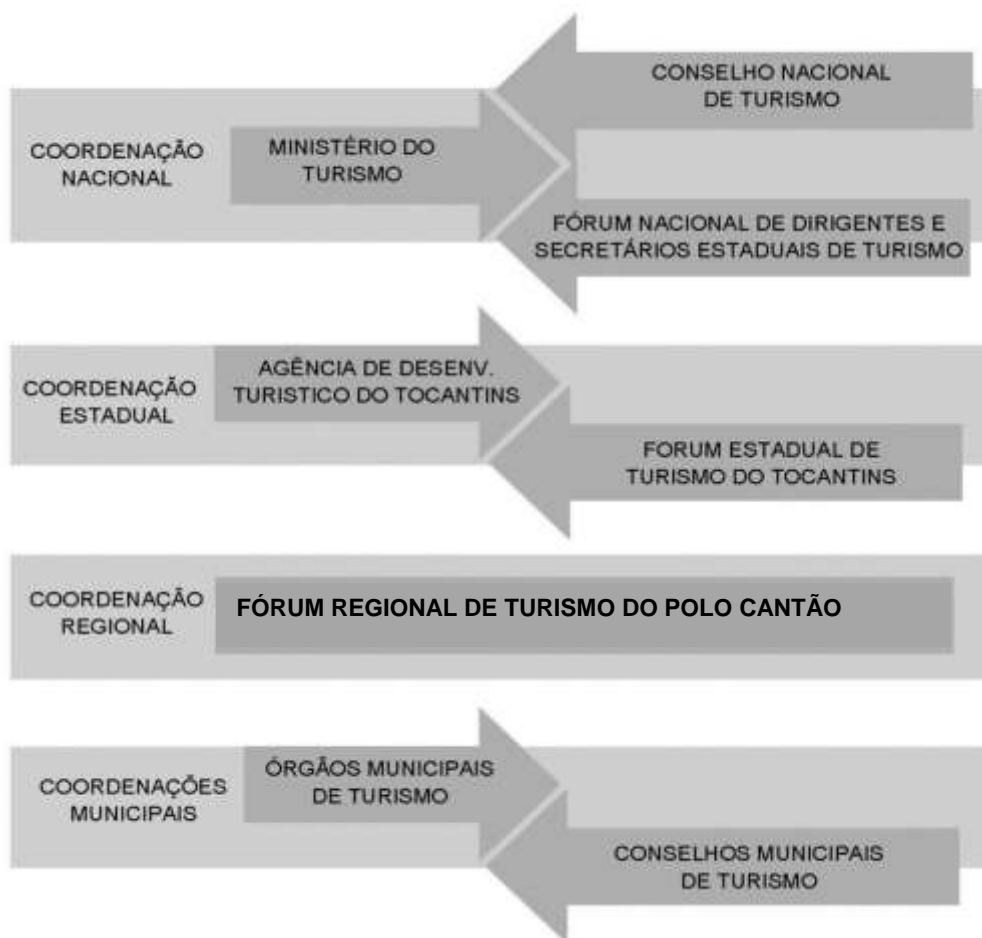 CONSELHO NACIONAL
DE TURISMO
COORDENAÇÃO
NACIONAL
MINISTÉRIO DO
TURISMO
FÓRUM NACIONAL DE DIRIGENTES E
SECRETÁRIOS ESTADUAIS DE TURISMO
COORDENAÇÃO
ESTADUAL
AGÊNCIA DE DESENV.
TURISTICO DO TOCANTINS
FORUM ESTADUAL DE
TURISMO DO TOCANTINS
COORDENAÇÃO
REGIONAL
FÓRUM REGIONAL DE TURISMO DO POLO CANTÃO
COORDENAÇÕES
MUNICIPAIS
ÓRGÃOS MUNICIPAIS
DE TURISMO
CONSELHOS MUNICIPAIS
DE TURISMO